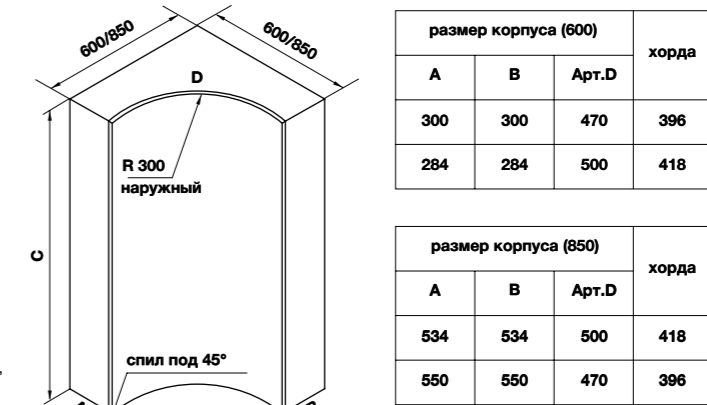 600/850
600/850
D
R 300
наружный
C
спил под 45°
размер корпуса (600)
хорда
A
B
Арт.D
300
300
470
396
284
284
500
418
размер корпуса (850)
хорда
A
B
Арт.D
534
534
500
418
550
550
470
396